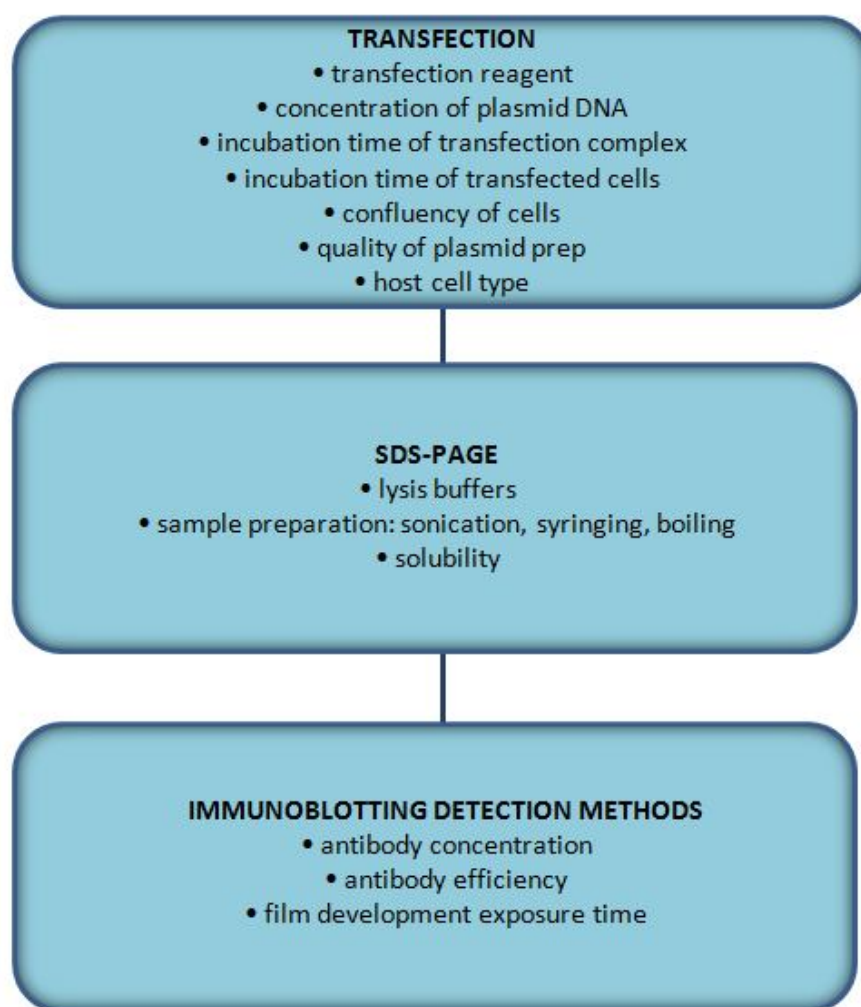 TRANSFECTION
• transfection reagent
• concentration of plasmid DNA
• incubation time of transfection complex
• incubation time of transfected cells
• confluency of cells
• quality of plasmid prep
• host cell type
SDS-PAGE
• lysis buffers
• sample preparation: sonication, syringing, boiling
• solubility
IMMUNOBLOTTING DETECTION METHODS
• antibody concentration
• antibody efficiency
• film development exposure time